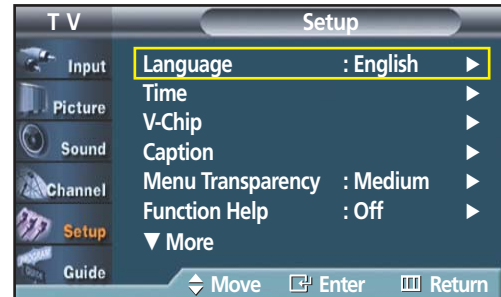 TV
Setup
Input
Picture
Sound
Channel
Setup
Guide
Language : English ►
Time ►
V-Chip ►
Caption ►
Menu Transparency : Medium ►
Function Help : Off ►
▼ More
Move Enter Return